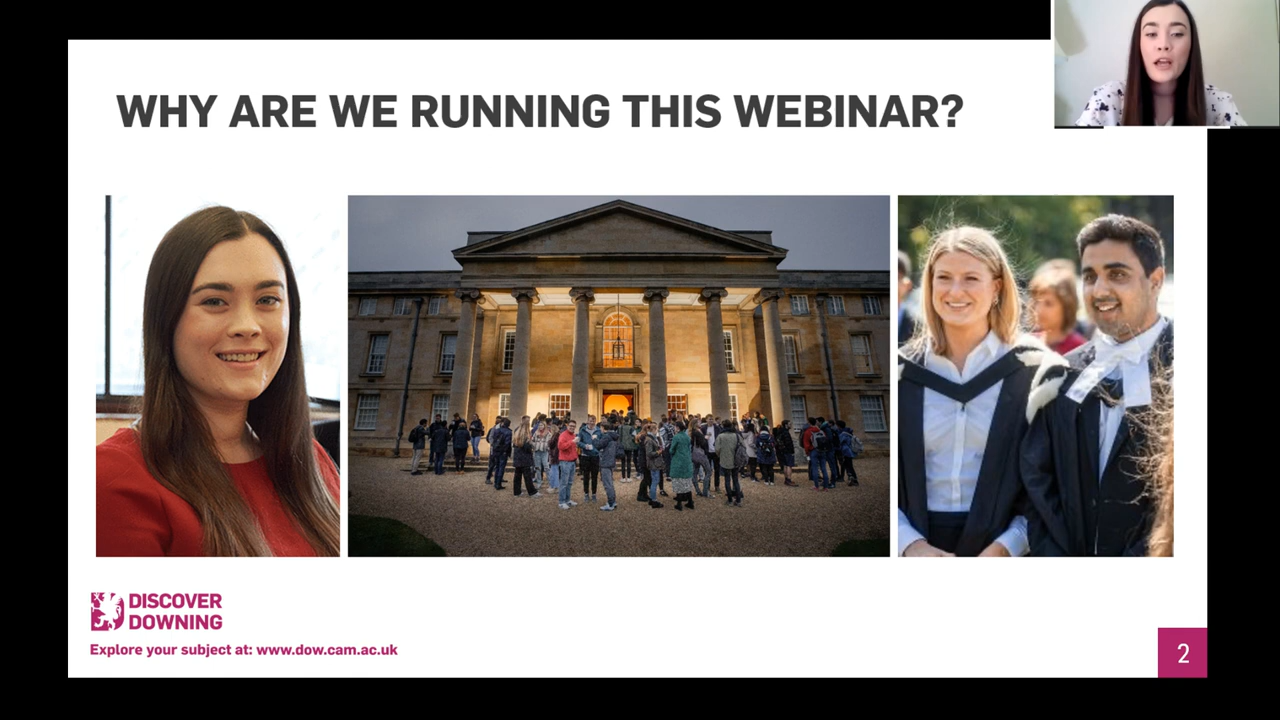 WHY ARE WE RUNNING THIS WEBINAR?
DISCOVER
DOWNING
Explore your subject at: www.dow.cam.ac.uk
2